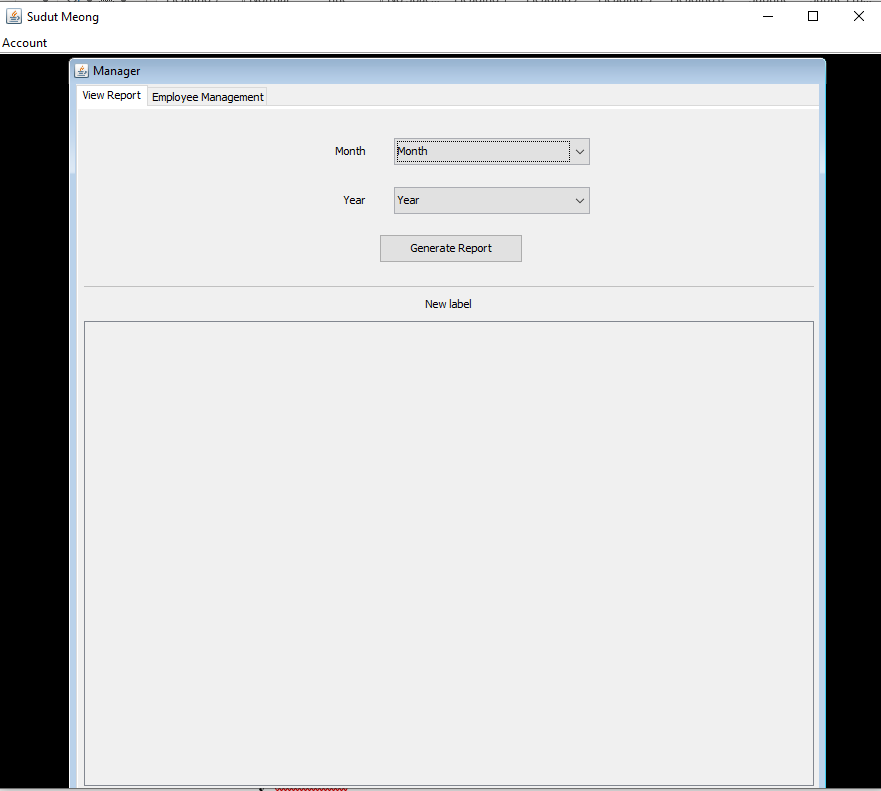 Sudut Meong
Account
Manager
View Report Employee Management
Month Month
Year Year
Generate Report
New label